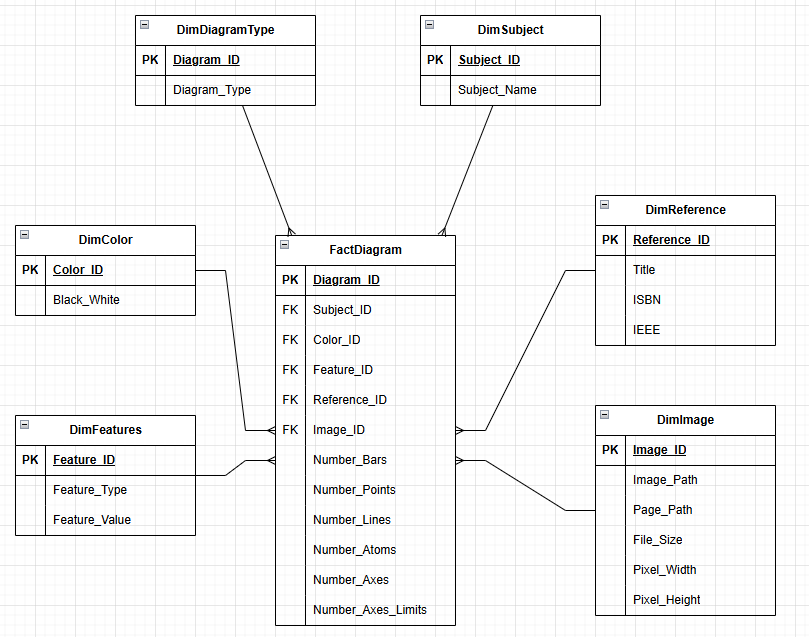 DimDiagramType
PK Diagram_ID
Diagram_Type
DimSubject
PK Subject_ID
Subject_Name
DimColor
PK Color_ID
Black_White
DimFeatures
PK Feature_ID
Feature_Type
Feature_Value
FactDiagram
PK Diagram_ID
FK Subject_ID
FK Color_ID
FK Feature_ID
FK Reference_ID
FK Image_ID
Number_Bars
Number_Points
Number_Lines
Number_Atoms
Number_Axes
Number_Axes_Limits
DimReference
PK Reference_ID
Title
ISBN
IEEE
DimImage
PK Image_ID
Image_Path
Page_Path
File_Size
Pixel_Width
Pixel_Height